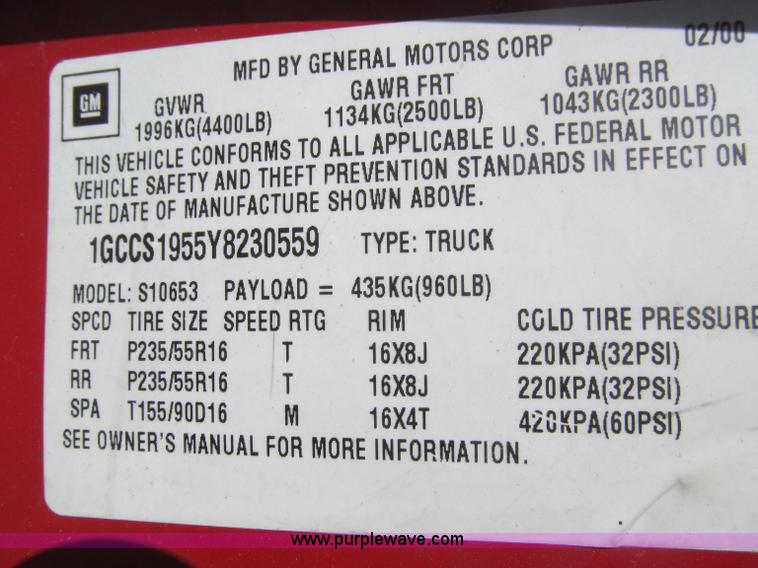 02/00
MFD BY GENERAL MOTORS CORP
GM
GVWR GAWR FRT GAWR RR
1996KG(4400LB) 1134KG(2500LB) 1043KG(2300LB)
THIS VEHICLE CONFORMS TO ALL APPLICABLE U.S. FEDERAL MOTOR
VEHICLE SAFETY AND THEFT PREVENTION STANDARDS IN EFFECT ON
THE DATE OF MANUFACTURE SHOWN ABOVE.
1GCCS1955Y8230559 TYPE: TRUCK
MODEL: S10653 PAYLOAD = 435KG(960LB)
SPCD TIRE SIZE SPEED RTG RIM COLD TIRE PRESSURE
FRT P235/55R16 T 16X8J 220KPA(32PSI)
RR P235/55R16 T 16X8J 220KPA(32PSI)
SPA T155/90D16 M 16X4T 420KPA(60PSI)
SEE OWNER'S MANUAL FOR MORE INFORMATION.
www.purplewave.com